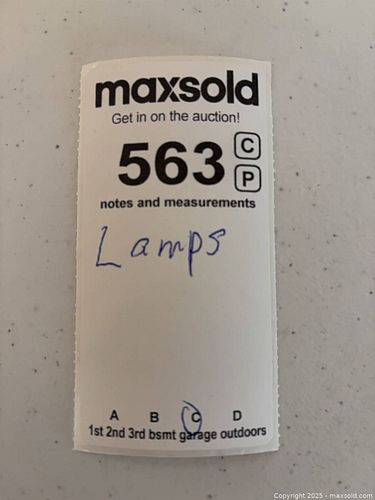 maxsold
Get in on the auction!
563 C
P
notes and measurements
Lamps
A B C D
1st 2nd 3rd bsmt garage outdoors
Copyright 2025 - maxsold.com